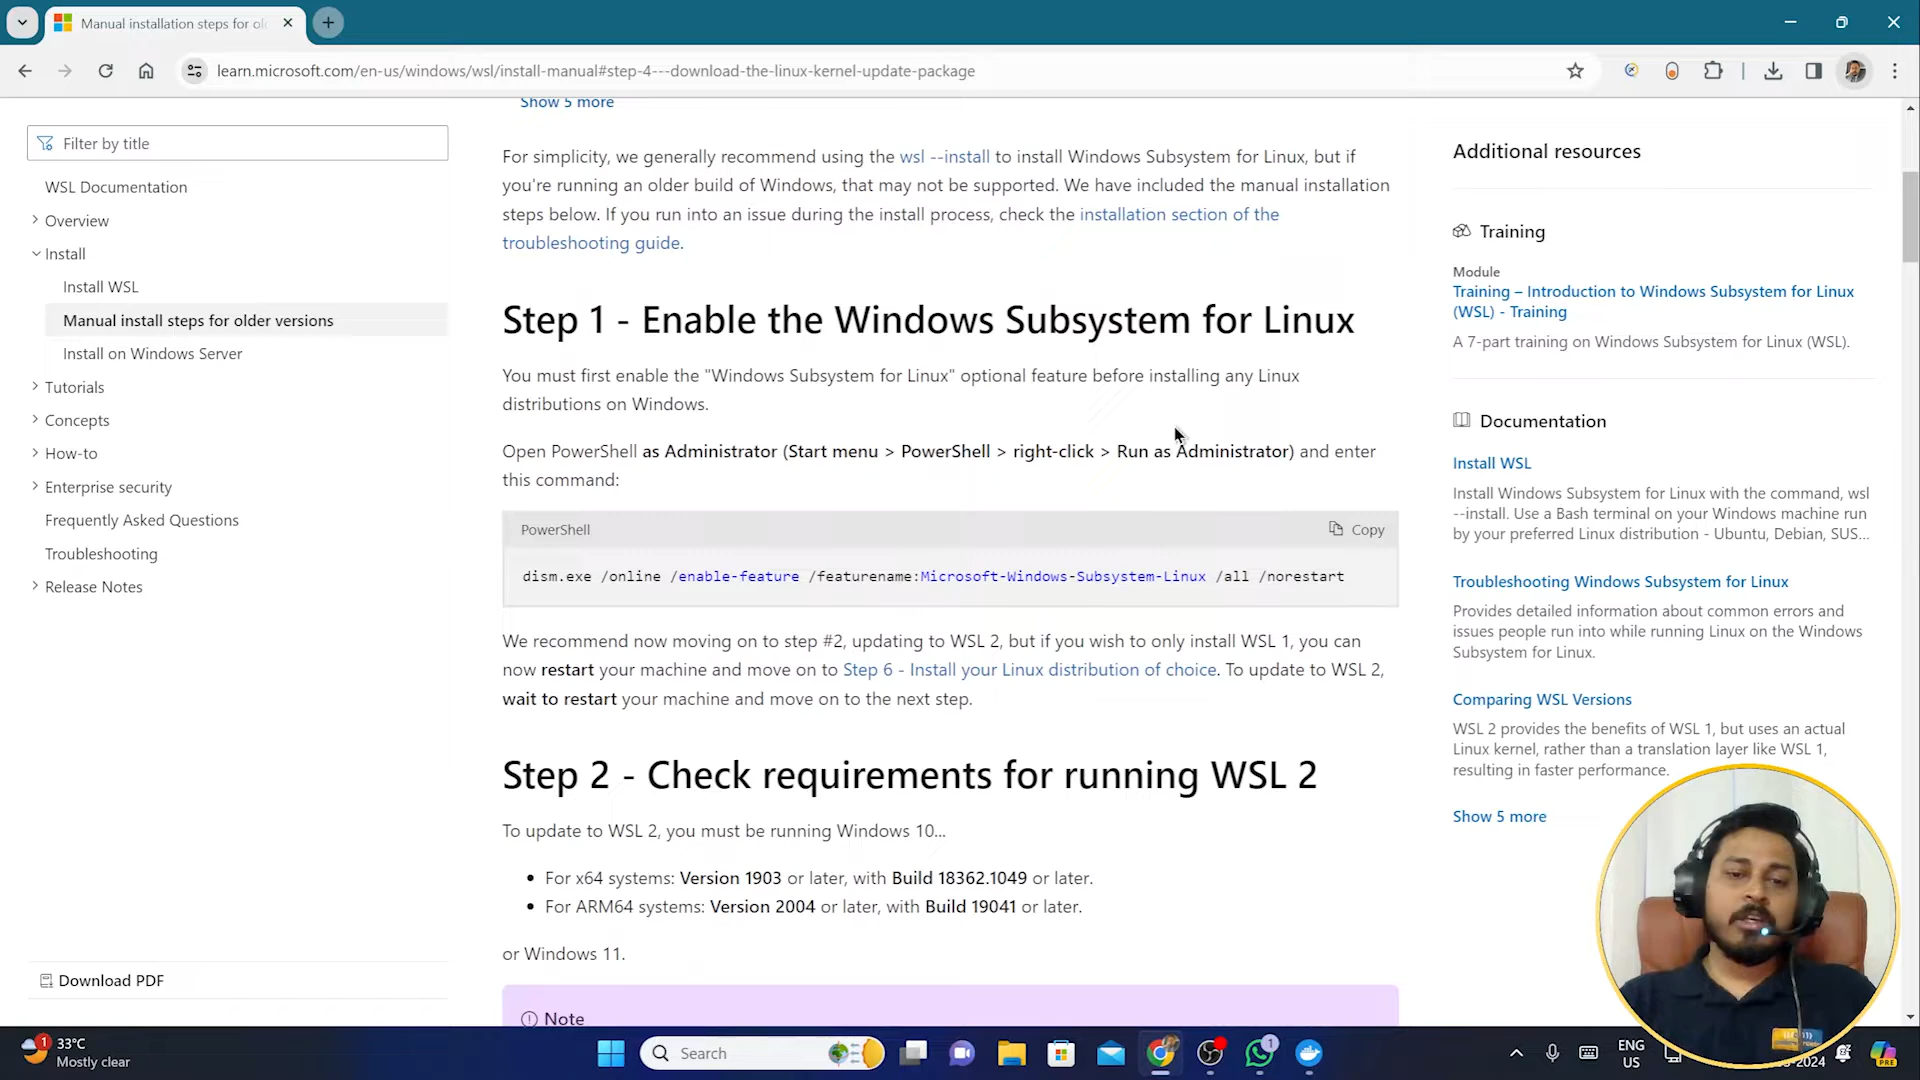 Manual installation steps for ol
learn.microsoft.com/en-us/windows/wsl/install-manual#step-4---download-the-linux-kernel-update-package
Filter by title
WSL Documentation
Overview
Install
Install WSL
Manual install steps for older versions
Install on Windows Server
Tutorials
Concepts
How-to
Enterprise security
Frequently Asked Questions
Troubleshooting
Release Notes
Download PDF
Show 5 more
For simplicity, we generally recommend using the wsl --install to install Windows Subsystem for Linux, but if
you're running an older build of Windows, that may not be supported. We have included the manual installation
steps below. If you run into an issue during the install process, check the installation section of the
troubleshooting guide.
Step 1 - Enable the Windows Subsystem for Linux
You must first enable the "Windows Subsystem for Linux" optional feature before installing any Linux
distributions on Windows.
Open PowerShell as Administrator (Start menu > PowerShell > right-click > Run as Administrator) and enter
this command:
PowerShell
Copy
dism.exe /online /enable-feature /featurename:Microsoft-Windows-Subsystem-Linux /all /norestart
We recommend now moving on to step #2, updating to WSL 2, but if you wish to only install WSL 1, you can
now restart your machine and move on to Step 6 - Install your Linux distribution of choice. To update to WSL 2,
wait to restart your machine and move on to the next step.
Step 2 - Check requirements for running WSL 2
To update to WSL 2, you must be running Windows 10...
• For x64 systems: Version 1903 or later, with Build 18362.1049 or later.
• For ARM64 systems: Version 2004 or later, with Build 19041 or later.
or Windows 11.
Note
Additional resources
Training
Module
Training – Introduction to Windows Subsystem for Linux
(WSL) - Training
A 7-part training on Windows Subsystem for Linux (WSL).
Documentation
Install WSL
Install Windows Subsystem for Linux with the command, wsl
--install. Use a Bash terminal on your Windows machine run
by your preferred Linux distribution - Ubuntu, Debian, SUS...
Troubleshooting Windows Subsystem for Linux
Provides detailed information about common errors and
issues people run into while running Linux on the Windows
Subsystem for Linux.
Comparing WSL Versions
WSL 2 provides the benefits of WSL 1, but uses an actual
Linux kernel, rather than a translation layer like WSL 1,
resulting in faster performance.
Show 5 more
1
33°C
Mostly clear
Search
1
ENG
US
-2024
PRE